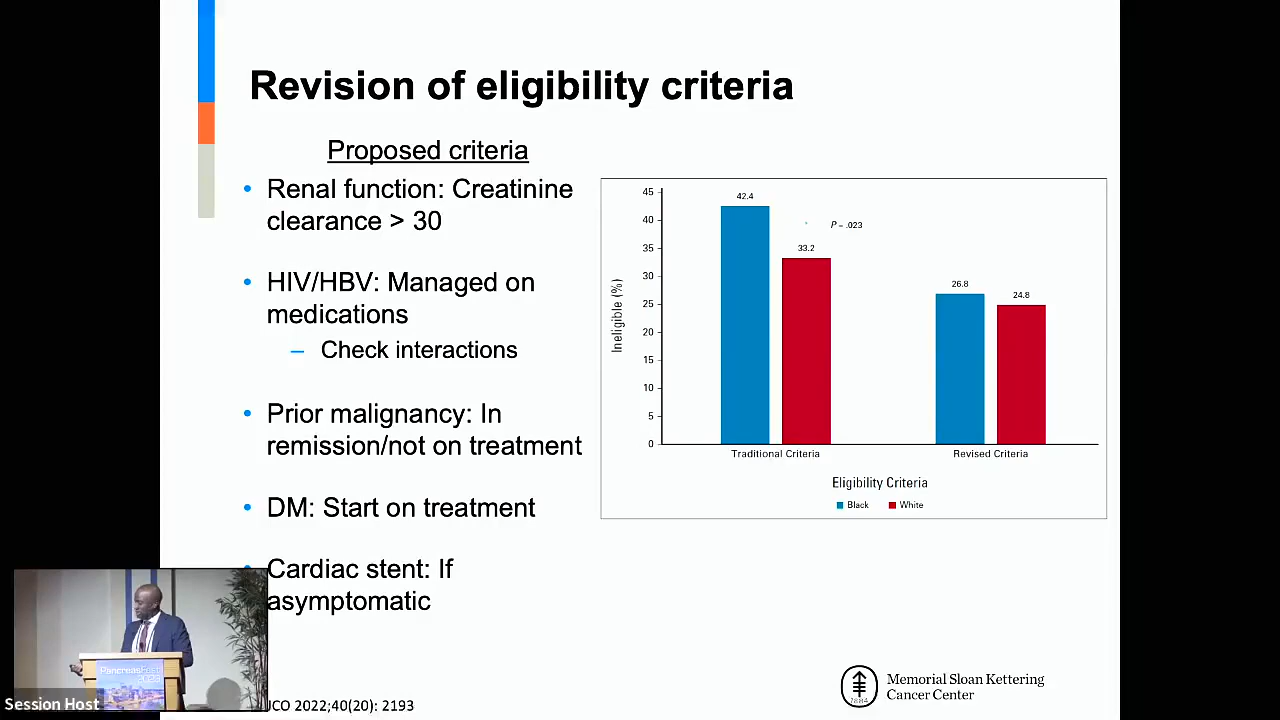 Revision of eligibility criteria
Proposed criteria
• Renal function: Creatinine
clearance > 30
• HIV/HBV: Managed on
medications
– Check interactions
• Prior malignancy: In
remission/not on treatment
• DM: Start on treatment
• Cardiac stent: If
asymptomatic
45
40
35
30
25
20
15
10
5
0
Ineligible (%)
42.4
33.2
P = .023
26.8
24.8
Traditional Criteria
Revised Criteria
Eligibility Criteria
Black
White
PancreasFest
Session Host
JCO 2022;40(20): 2193
Memorial Sloan Kettering
Cancer Center